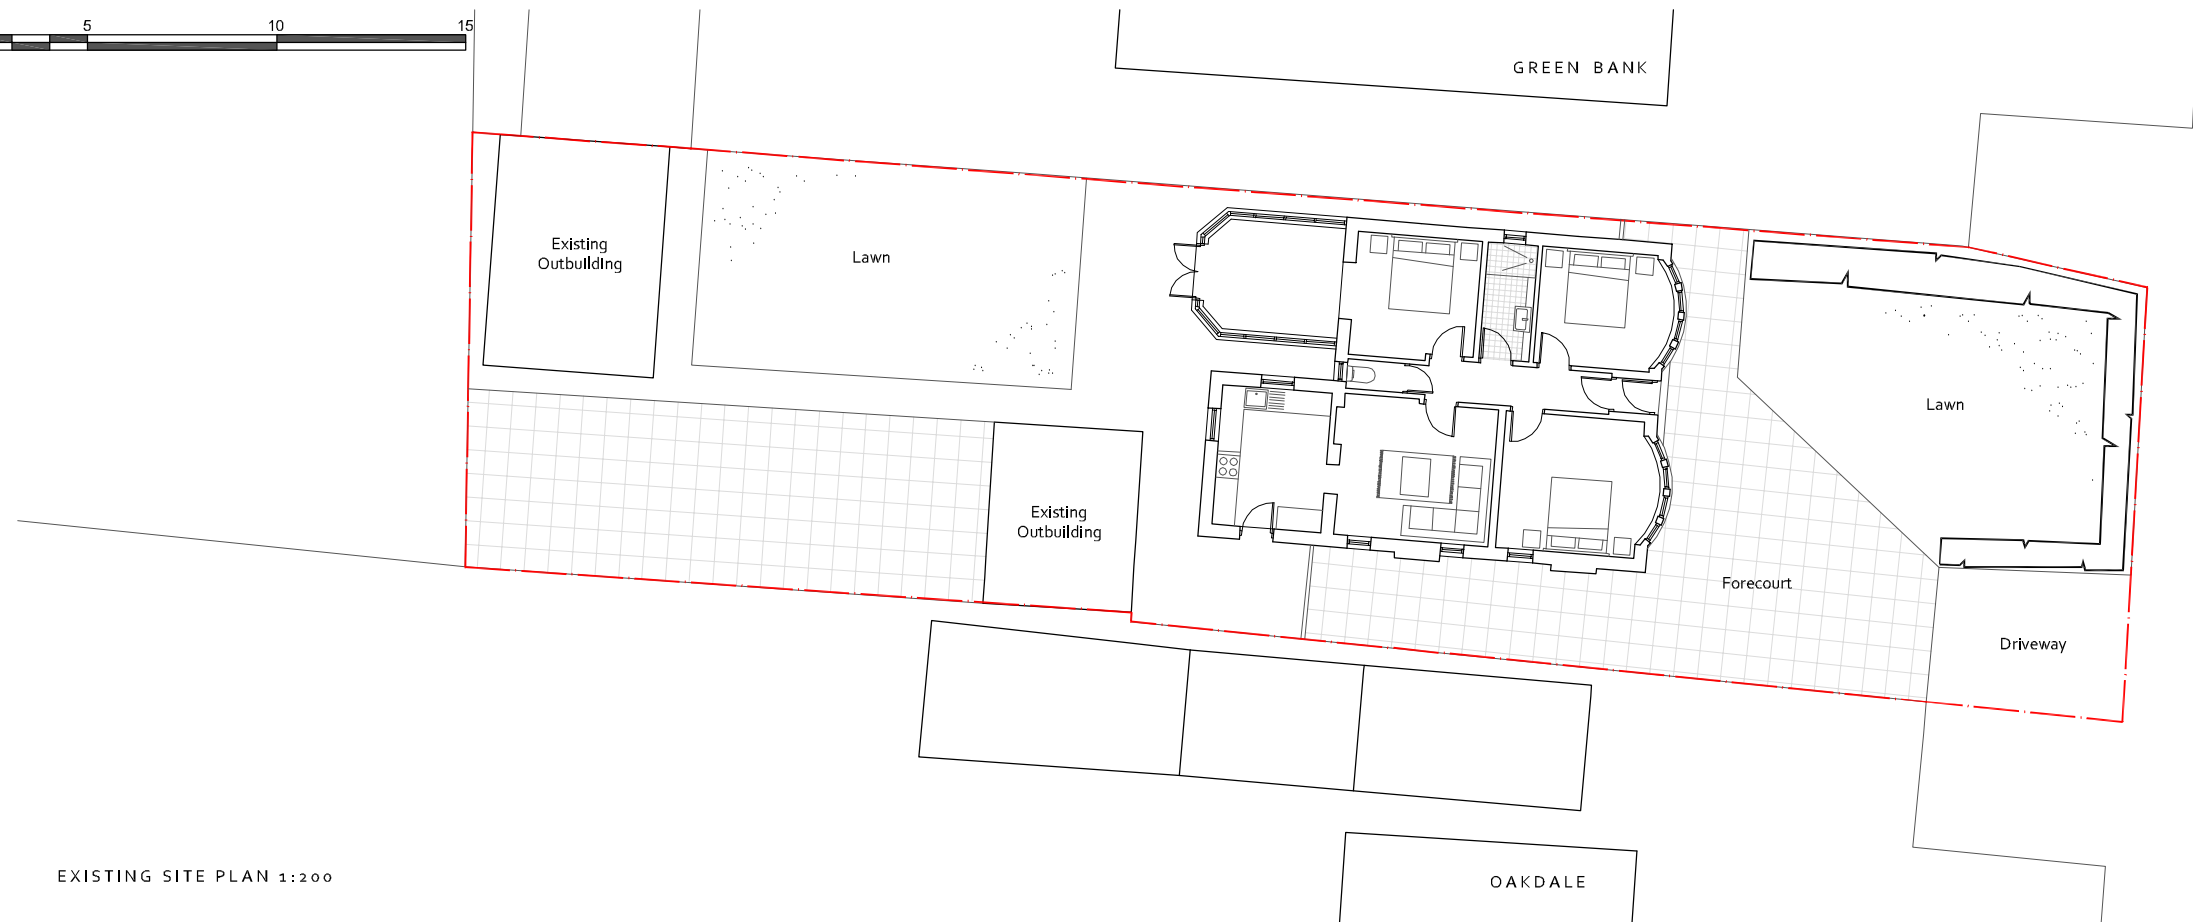 5 10 15
GREEN BANK
Existing
Outbuilding
Lawn
Lawn
Existing
Outbuilding
Forecourt
Driveway
EXISTING SITE PLAN 1:200
OAKDALE